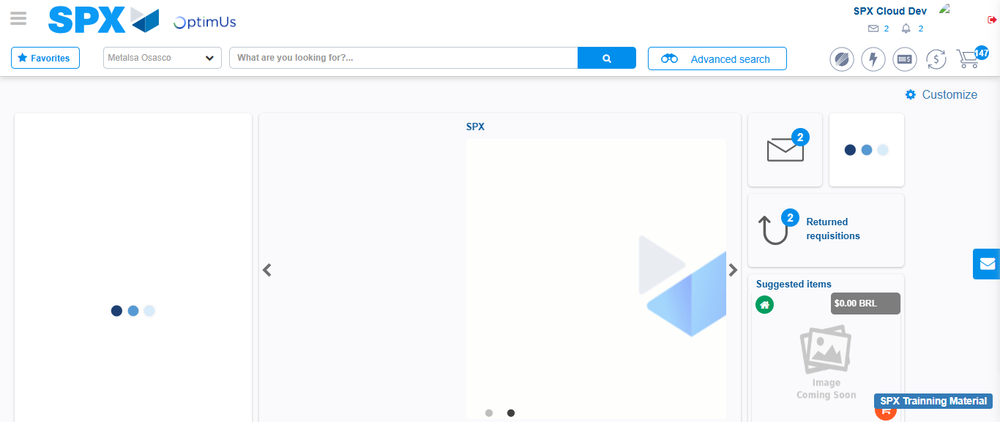 SPX
OptimUs
SPX Cloud Dev
2
2
Favorites
Metalsa Osasco
What are you looking for?...
Advanced search
147
Customize
SPX
2
2
Returned
requisitions
Suggested items
$0.00 BRL
Image
Coming Soon
SPX Trainning Material